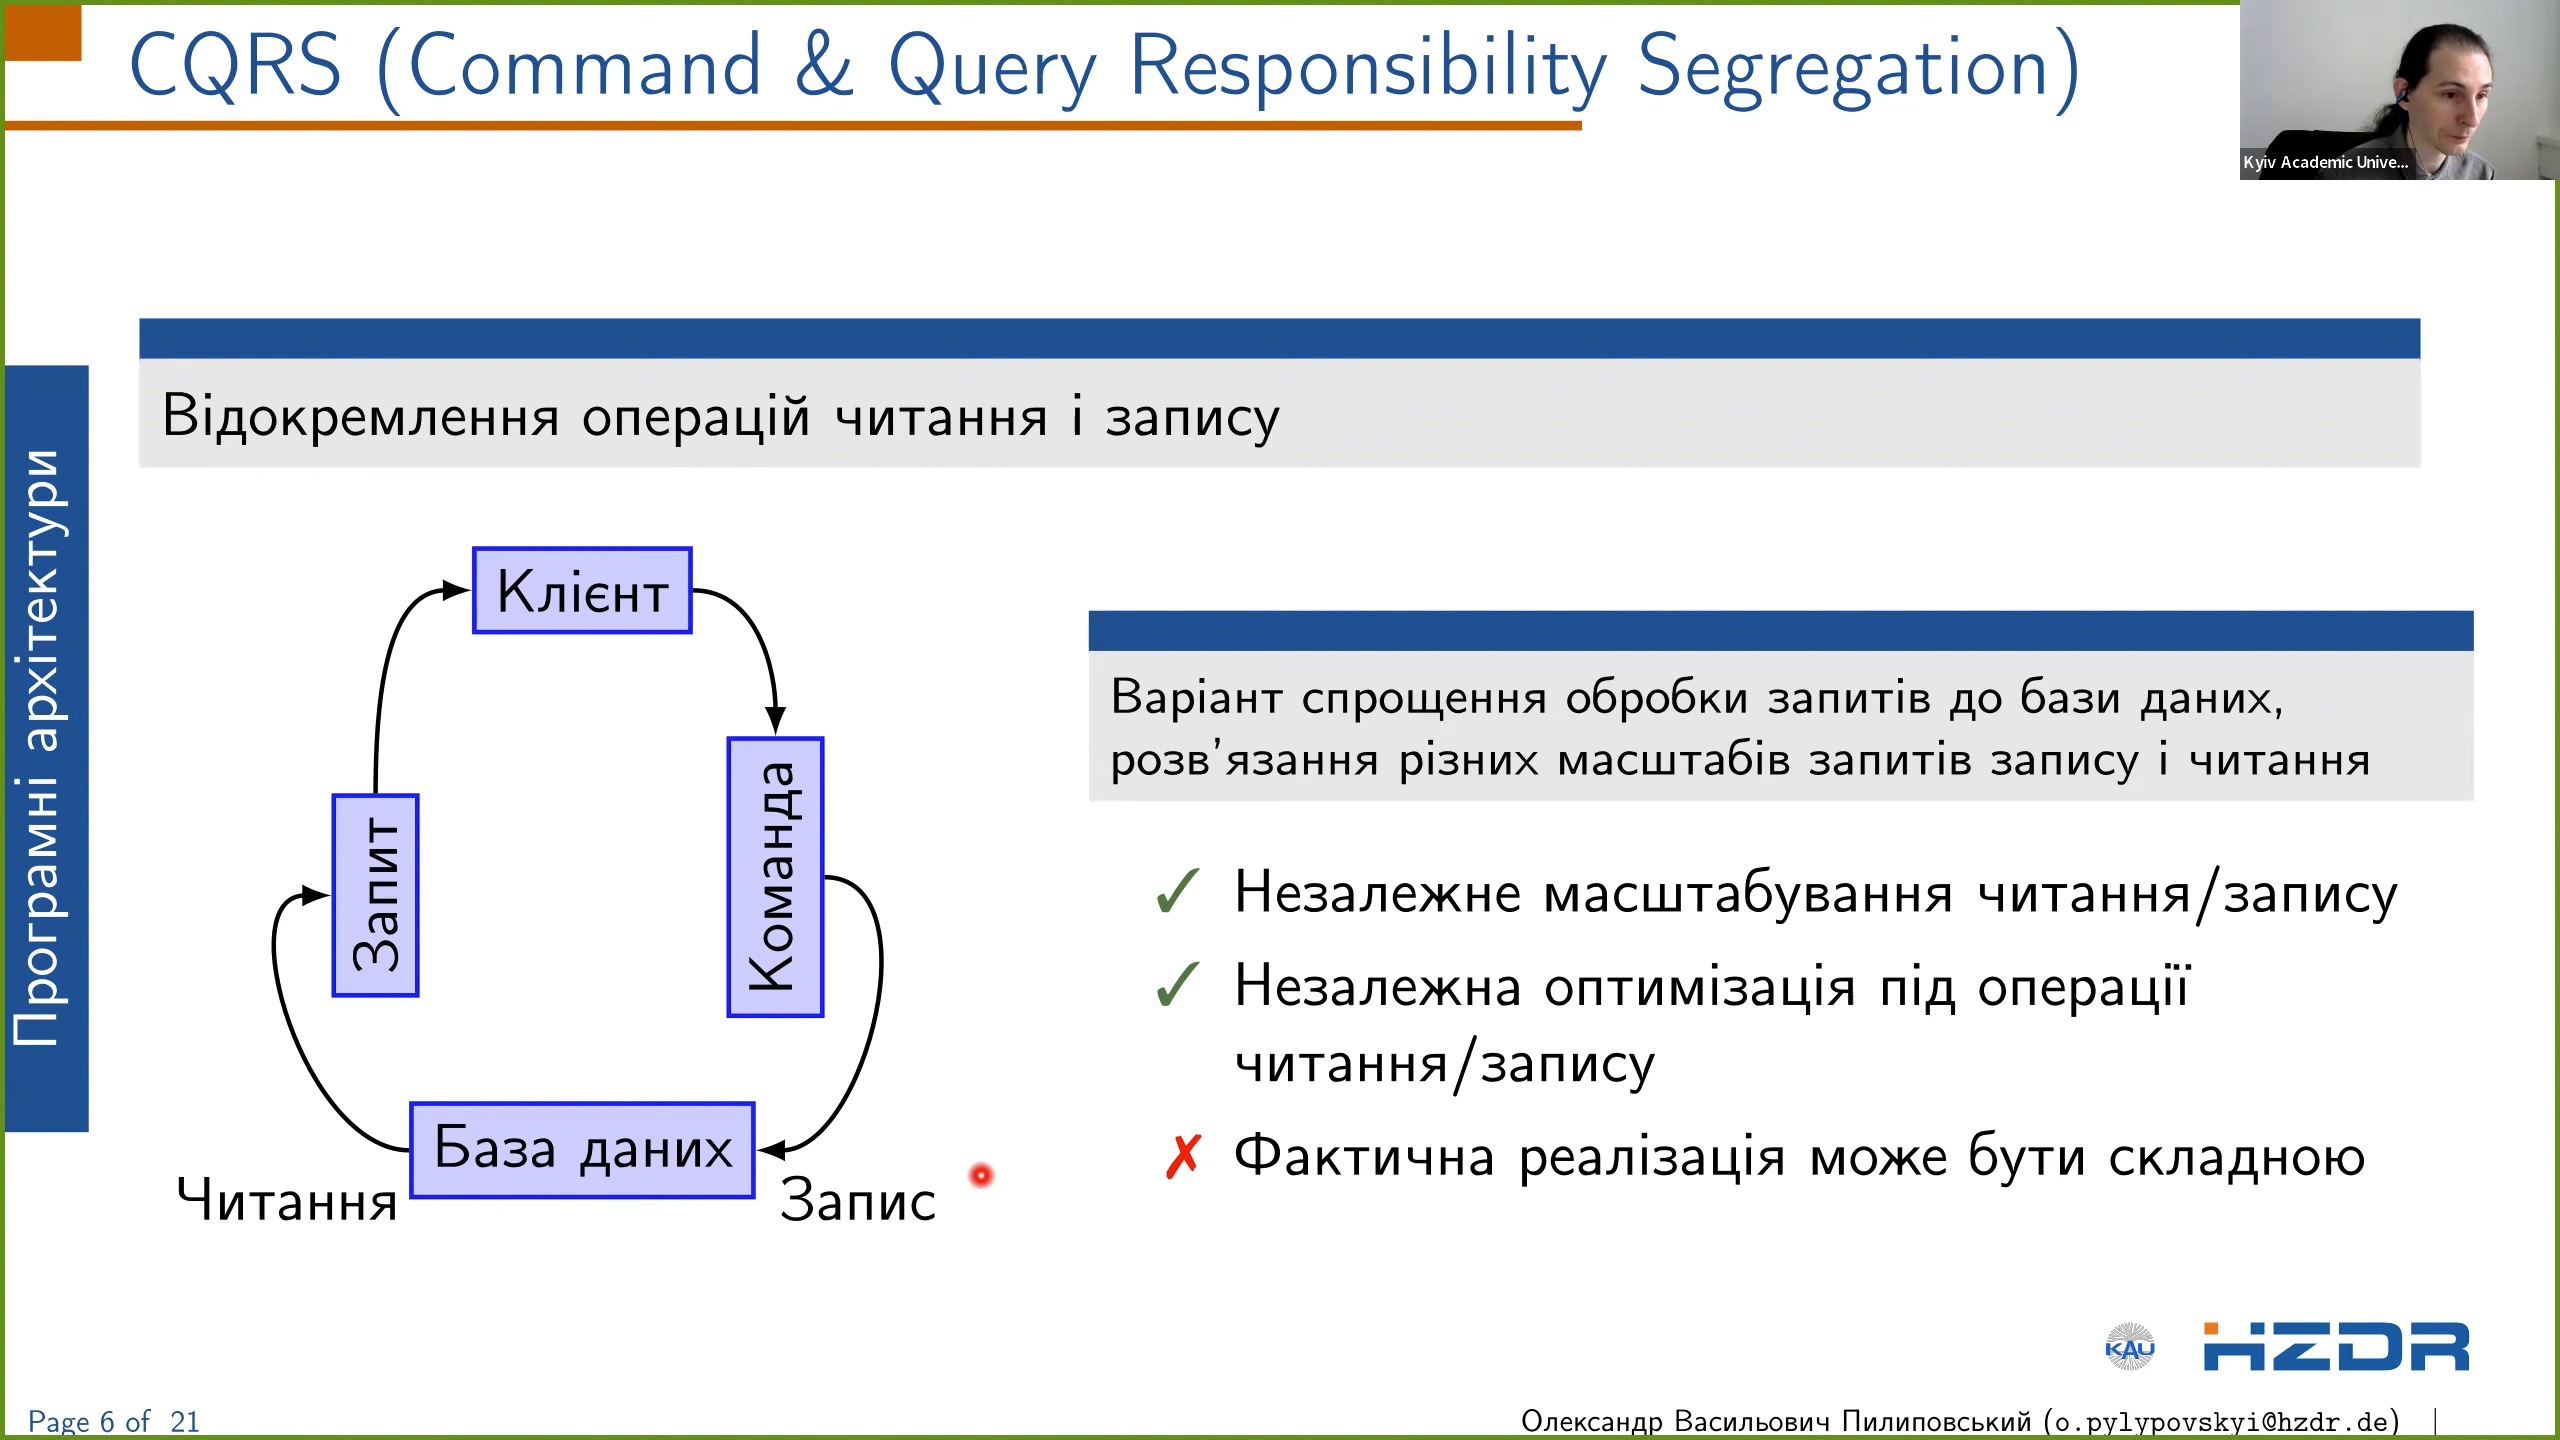 CQRS (Command & Query Responsibility Segregation)
Kyiv Academic Unive...
Програмні архітектури
Відокремлення операцій читання і запису
Клієнт
Запит
Команда
База даних
Читання
Запис
Варіант спрощення обробки запитів до бази даних,
розв'язання різних масштабів запитів запису і читання
✓ Незалежне масштабування читання/запису
✓ Незалежна оптимізація під операції
читання/запису
✗ Фактична реалізація може бути складною
KAU
HZDR
Page 6 of 21
Олександр Васильович Пилиповський (o.pylypovskyi@hzdr.de) |